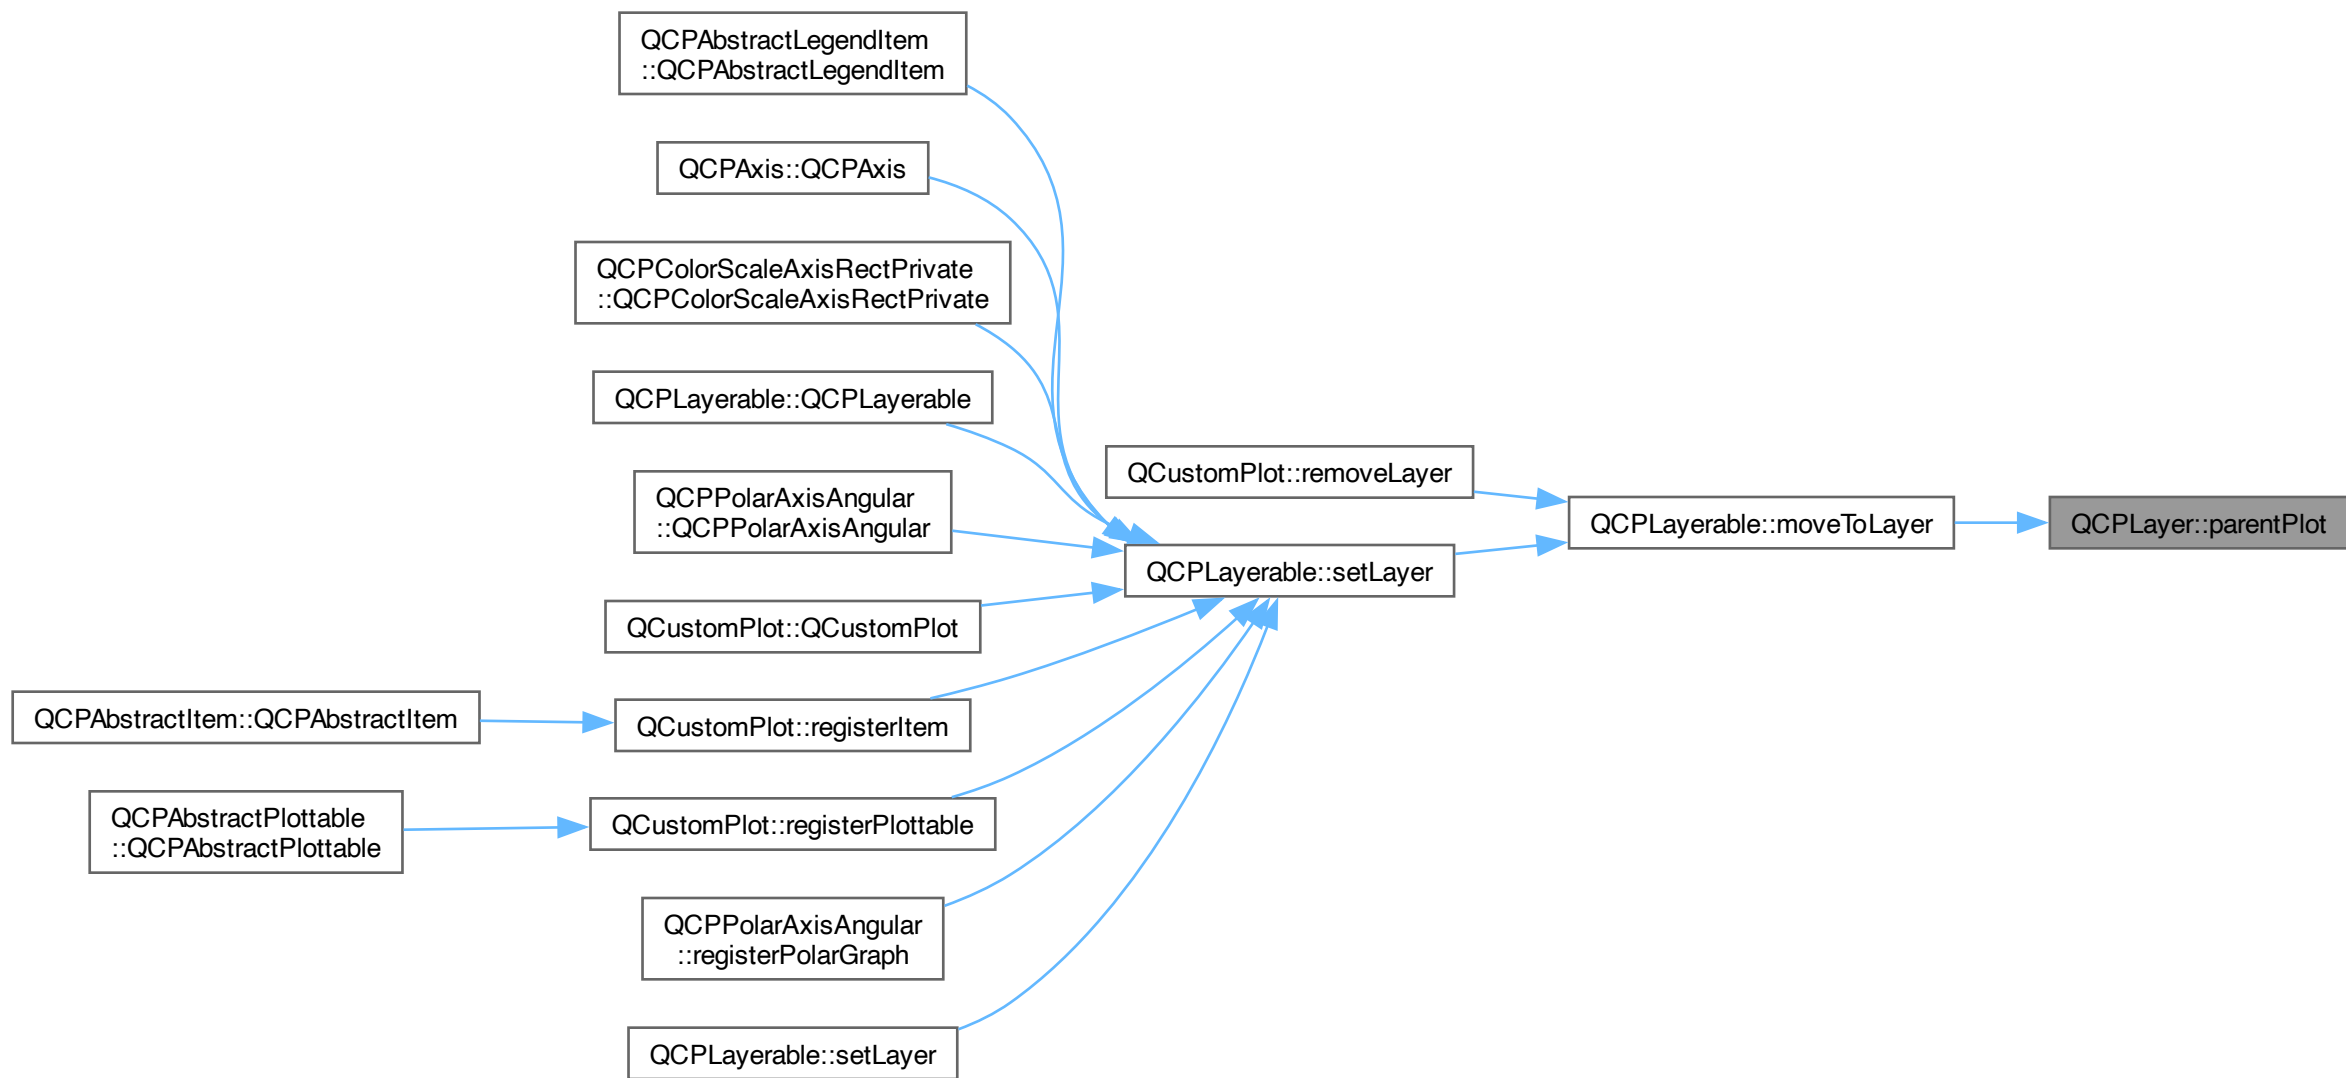 QCPAbstractLegendItem
::QCPAbstractLegendItem
QCPAxis::QCPAxis
QCPColorScaleAxisRectPrivate
::QCPColorScaleAxisRectPrivate
QCPLayerable::QCPLayerable
QCustomPlot::removeLayer
QCPPolarAxisAngular
::QCPPolarAxisAngular
QCPLayerable::moveToLayer
QCPLayer::parentPlot
QCPLayerable::setLayer
QCustomPlot::QCustomPlot
QCPAbstractItem::QCPAbstractItem
QCustomPlot::registerItem
QCPAbstractPlottable
::QCPAbstractPlottable
QCustomPlot::registerPlottable
QCPPolarAxisAngular
::registerPolarGraph
QCPLayerable::setLayer